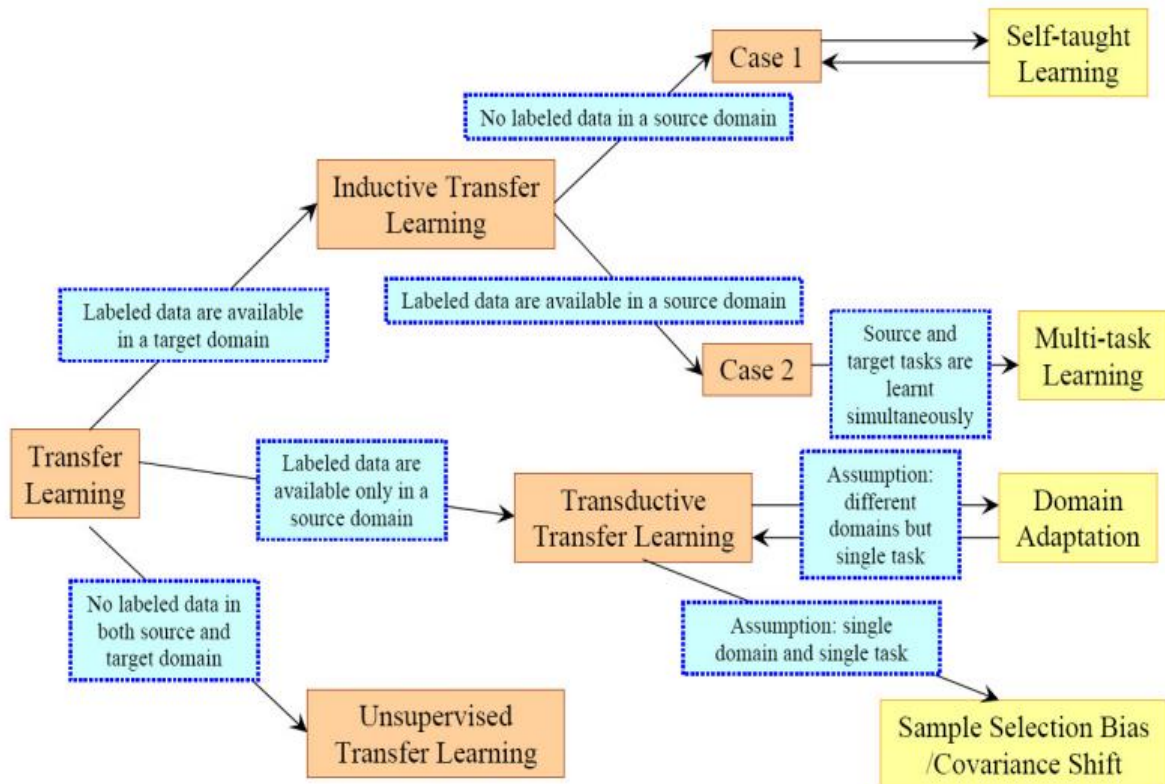 Case 1
Self-taught
Learning
No labeled data in a source domain
Inductive Transfer
Learning
Labeled data are available
in a target domain
Labeled data are available in a source domain
Case 2
Source and
target tasks are
learnt
simultaneously
Multi-task
Learning
Transfer
Learning
Labeled data are
available only in a
source domain
Transductive
Transfer Learning
Assumption:
different
domains but
single task
Domain
Adaptation
No labeled data in
both source and
target domain
Assumption: single
domain and single task
Unsupervised
Transfer Learning
Sample Selection Bias
/Covariance Shift